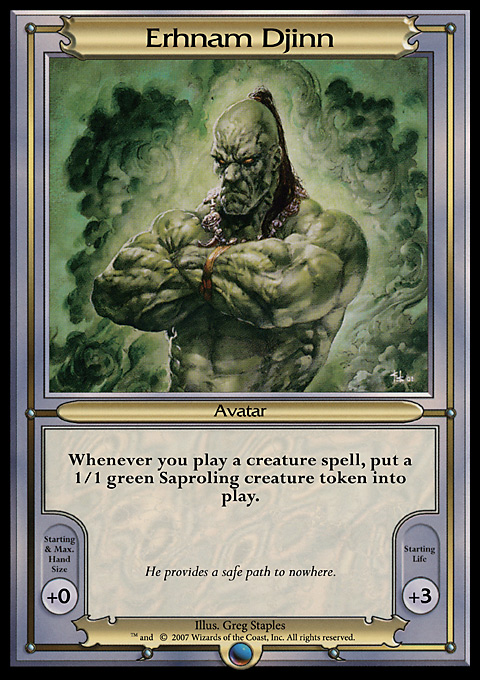 Erhnam Djinn
Avatar
Whenever you play a creature spell, put a
1/1 green Saproling creature token into
play.
He provides a safe path to nowhere.
Starting
& Max.
Hand
Size
+0
Starting
Life
+3
Illus. Greg Staples
™ and © 2007 Wizards of the Coast, Inc. All rights reserved.